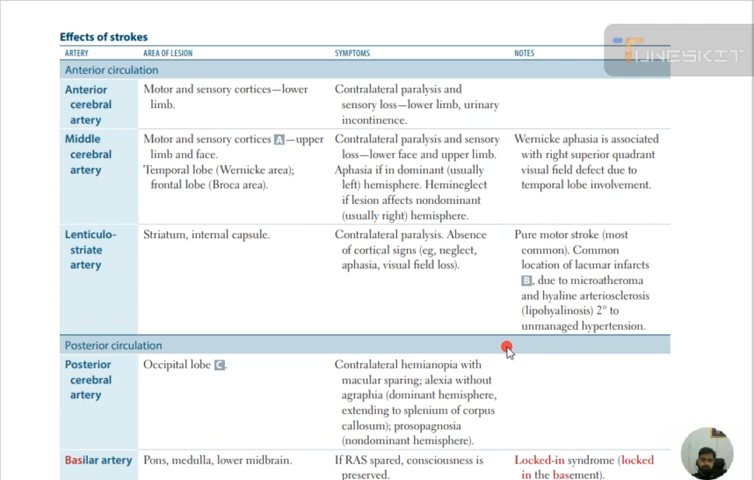 Effects of strokes
ARTERY AREA OF LESION SYMPTOMS NOTES
TUNESKIT
Anterior circulation
Anterior cerebral artery
Motor and sensory cortices—lower
limb.
Contralateral paralysis and
sensory loss—lower limb, urinary
incontinence.
Middle
cerebral
artery
Motor and sensory cortices A—upper
limb and face.
Temporal lobe (Wernicke area);
frontal lobe (Broca area).
Contralateral paralysis and sensory
loss—lower face and upper limb.
Aphasia if in dominant (usually
left) hemisphere. Hemineglect
if lesion affects nondominant
(usually right) hemisphere.
Wernicke aphasia is associated
with right superior quadrant
visual field defect due to
temporal lobe involvement.
Lenticulo-
striate
artery
Striatum, internal capsule.
Contralateral paralysis. Absence
of cortical signs (eg, neglect,
aphasia, visual field loss).
Pure motor stroke (most
common). Common
location of lacunar infarcts
B, due to microatheroma
and hyaline arteriosclerosis
(lipohyalinosis) 2° to
unmanaged hypertension.
Posterior circulation
Posterior
cerebral
artery
Occipital lobe C.
Contralateral hemianopia with
macular sparing; alexia without
agraphia (dominant hemisphere,
extending to splenium of corpus
callosum); prosopagnosia
(nondominant hemisphere).
Basilar artery
Pons, medulla, lower midbrain.
If RAS spared, consciousness is
preserved.
Locked-in syndrome (locked
in the basement).